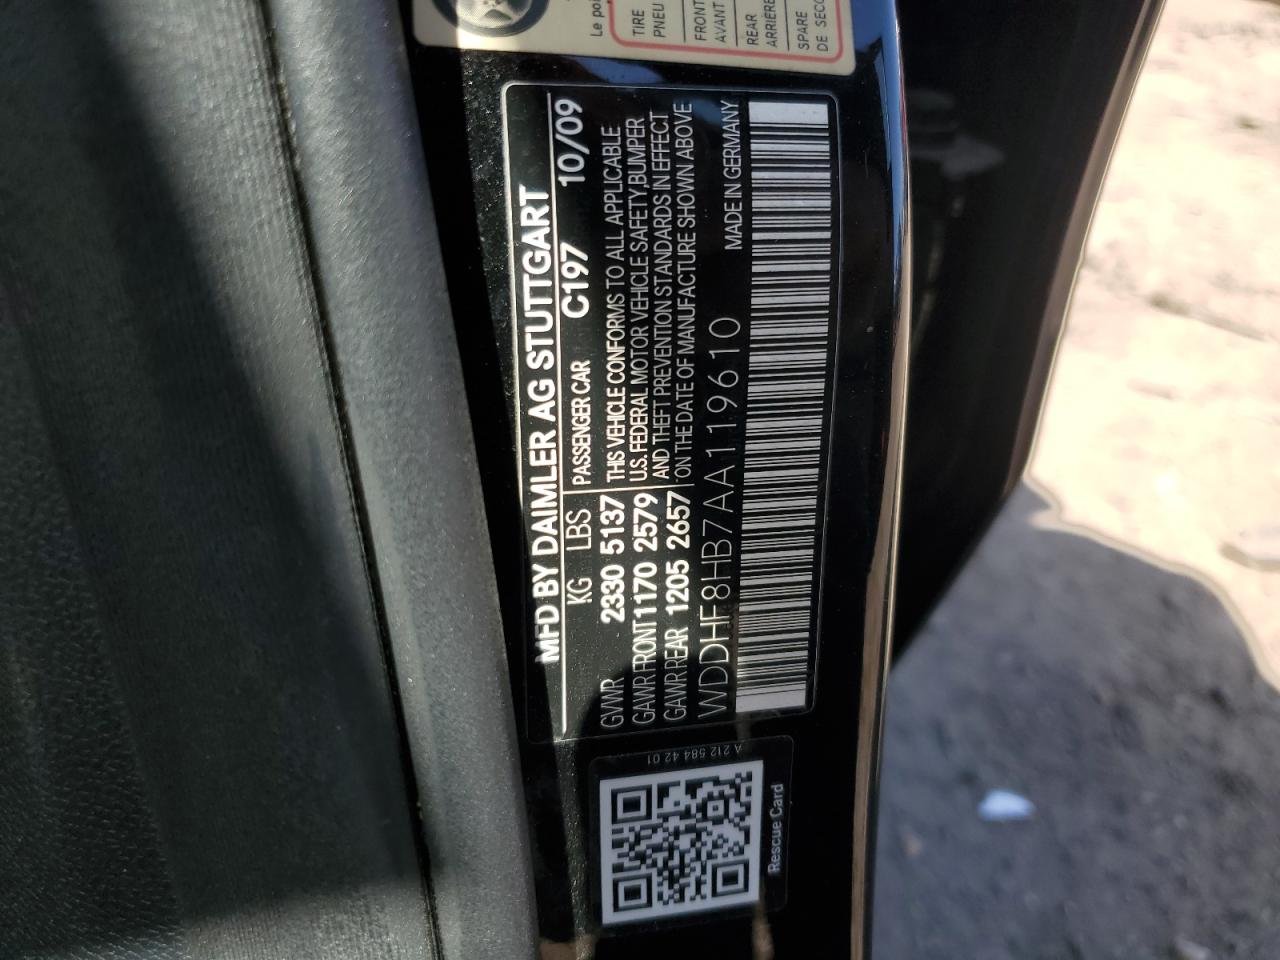 Le poi
TIRE
PNEU
FRONT
AVANT
REAR
ARRIÈRE
SPARE
DE SECO
MFD BY DAIMLER AG STUTTGART 10/09
KG LBS PASSENGER CAR C197
GVWR 2330 5137 THIS VEHICLE CONFORMS TO ALL APPLICABLE
GAWR FRONT 1170 2579 U.S. FEDERAL MOTOR VEHICLE SAFETY, BUMPER
GAWR REAR 1205 2657 AND THEFT PREVENTION STANDARDS IN EFFECT
ON THE DATE OF MANUFACTURE SHOWN ABOVE
WDDHF8HB7AA119610 MADE IN GERMANY
A 212 584 42 01
Rescue Card